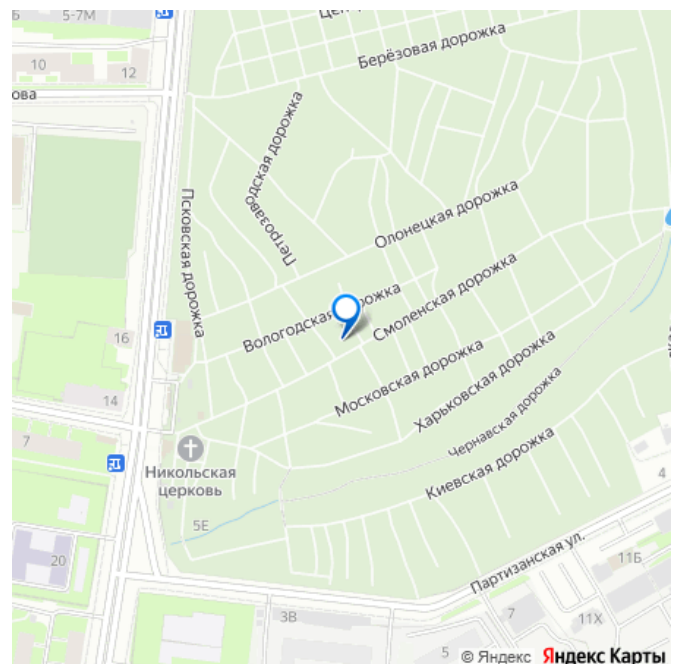 5-7М
10
12
Берёзовая дорожка
Петрозаводская дорожка
Псковская дорожка
Олонецкая дорожка
Вологодская дорожка
Смоленская дорожка
16
Московская дорожка
14
Харьковская дорожка
7
Чернавская дорожка
Никольская
церковь
Киевская дорожка
4
5Е
Партизанская ул.
20
11Б
3В
7
11Х
5
© Яндекс Яндекс Карты